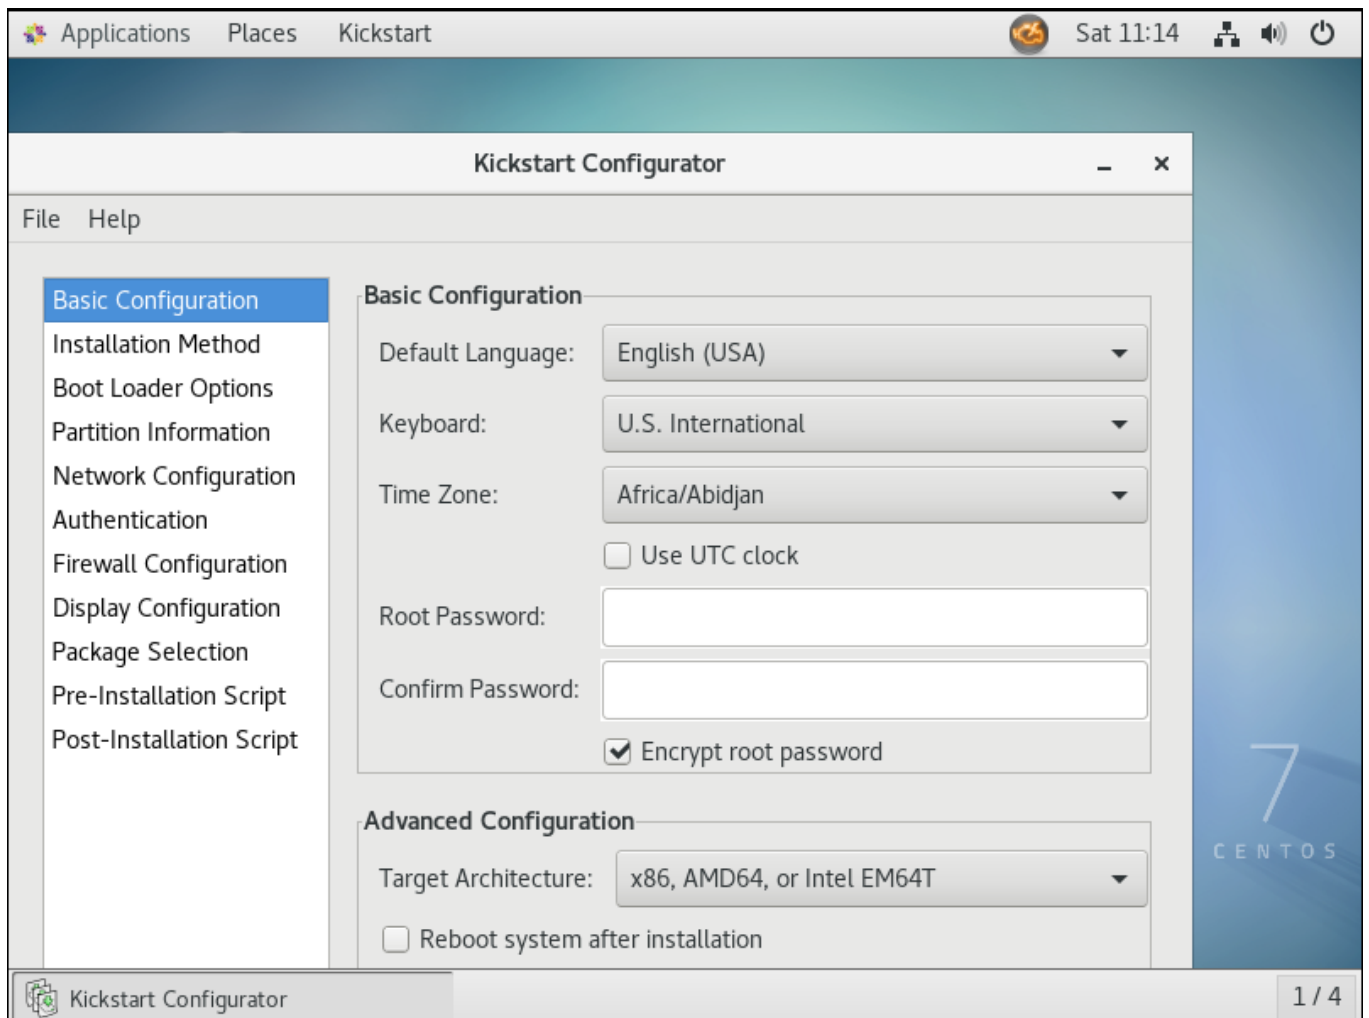 Applications Places Kickstart Sat 11:14
Kickstart Configurator
File Help
Basic Configuration
Installation Method
Boot Loader Options
Partition Information
Network Configuration
Authentication
Firewall Configuration
Display Configuration
Package Selection
Pre-Installation Script
Post-Installation Script
Basic Configuration
Default Language: English (USA)
Keyboard: U.S. International
Time Zone: Africa/Abidjan
Use UTC clock
Root Password:
Confirm Password:
Encrypt root password
Advanced Configuration
Target Architecture: x86, AMD64, or Intel EM64T
Reboot system after installation
7
CENTOS
Kickstart Configurator
1 / 4